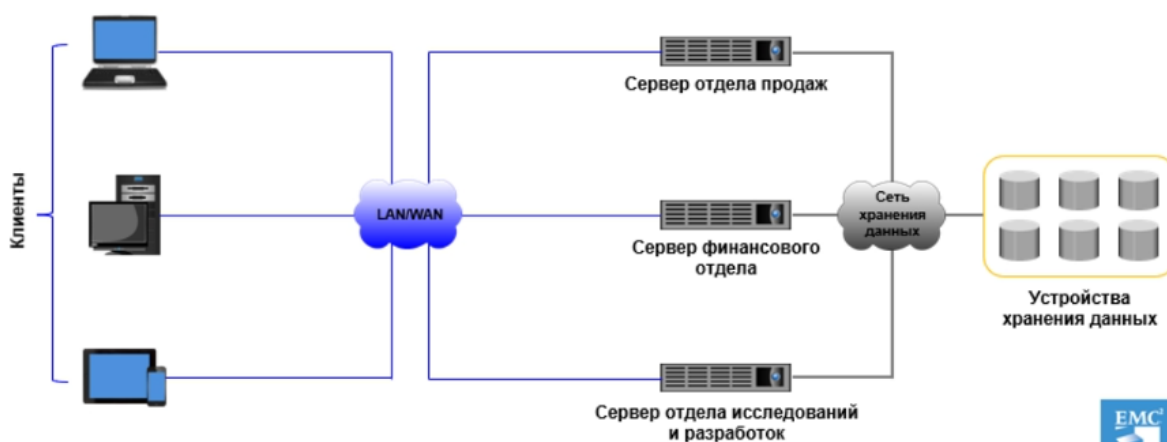 Клиенты
LAN/WAN
Сервер отдела продаж
Сервер финансового
отдела
Сервер отдела исследований
и разработок
Сеть
хранения
данных
Устройства
хранения данных
EMC²